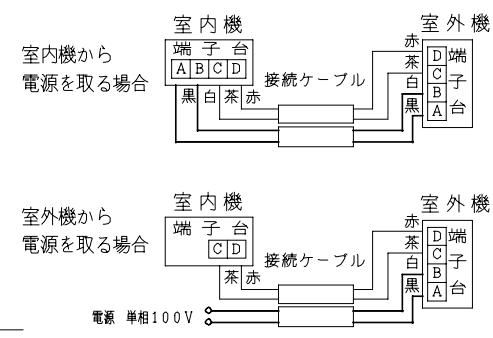 室内機から
電源を取る場合
室内機
端子台
A B C D
黒 白 茶 赤
接続ケーブル
室外機
赤 D
茶 C
白 B
黒 A
端子台
室外機から
電源を取る場合
室内機
端子台
C D
茶 赤
接続ケーブル
電源 単相100V
室外機
赤 D
茶 C
白 B
黒 A
端子台